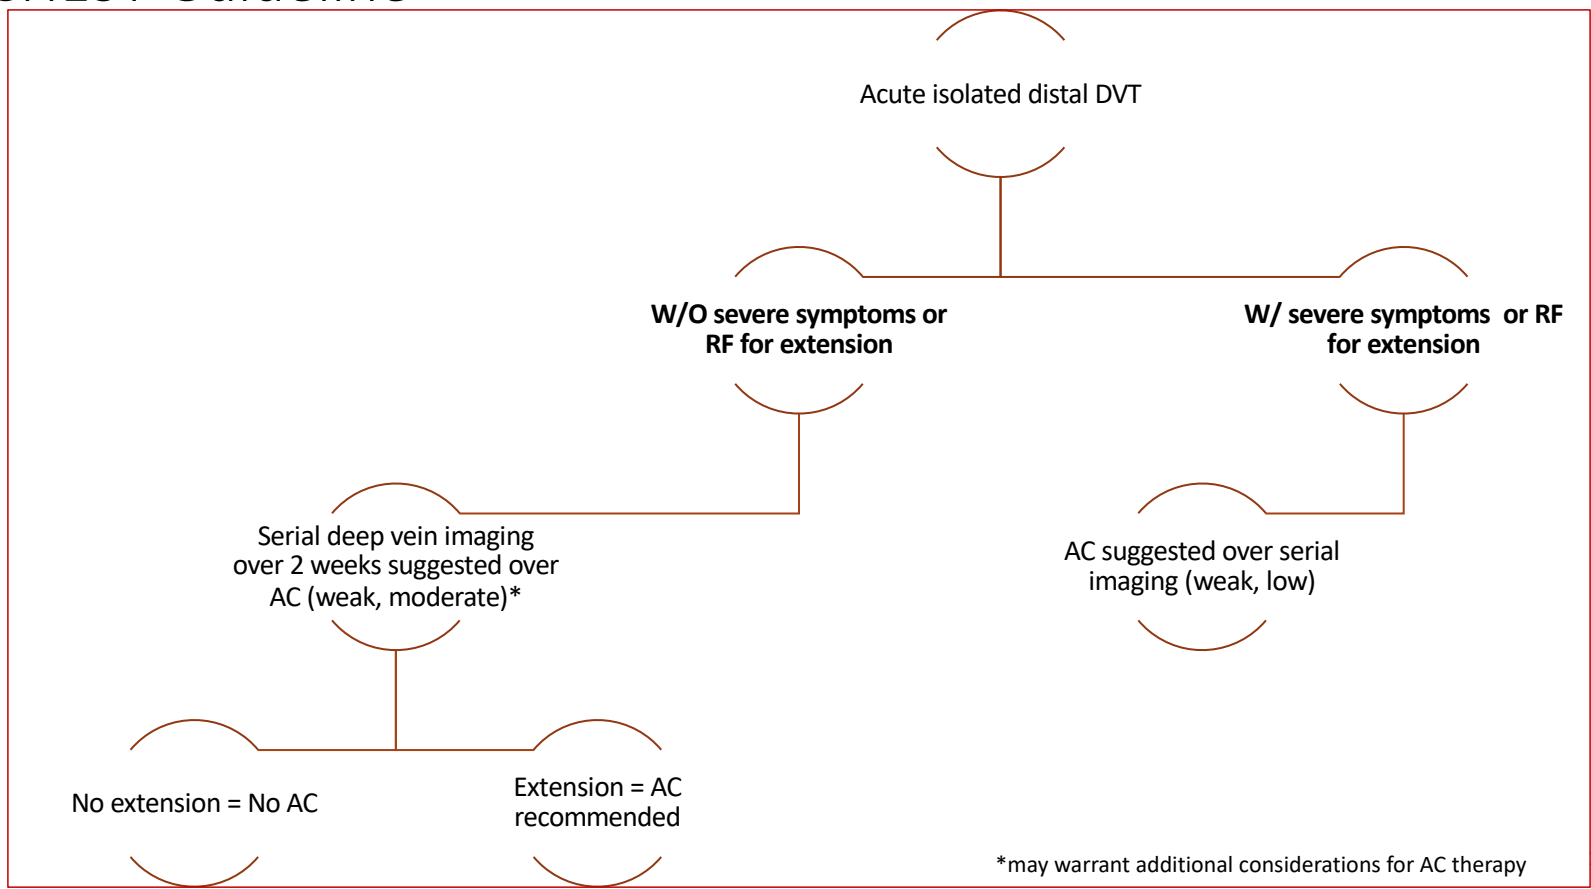 Guideline
Acute isolated distal DVT
W/O severe symptoms or
RF for extension
W/ severe symptoms or RF
for extension
Serial deep vein imaging
over 2 weeks suggested over
AC (weak, moderate)*
AC suggested over serial
imaging (weak, low)
No extension = No AC
Extension = AC
recommended
*may warrant additional considerations for AC therapy